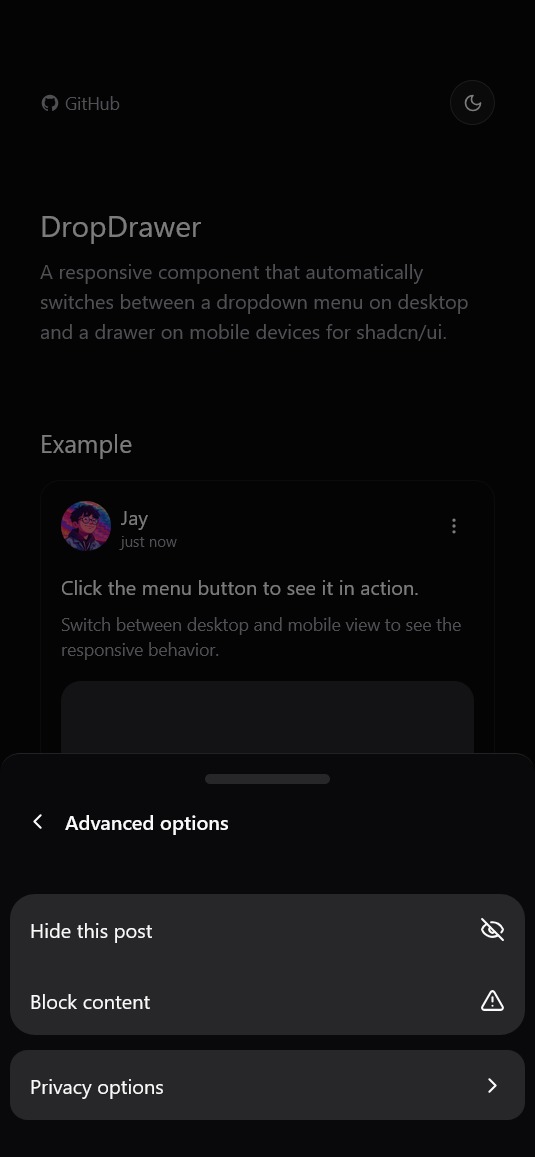 GitHub
DropDrawer
A responsive component that automatically
switches between a dropdown menu on desktop
and a drawer on mobile devices for shadcn/ui.
Example
Jay
just now
Click the menu button to see it in action.
Switch between desktop and mobile view to see the
responsive behavior.
Advanced options
Hide this post
Block content
Privacy options